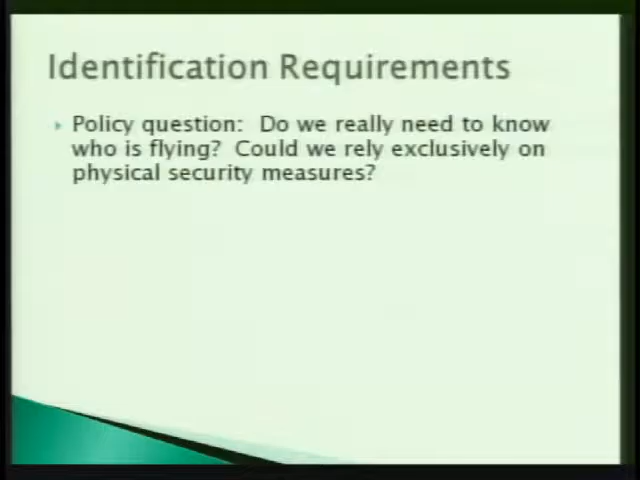 Identification Requirements
Policy question:  Do we really need to know
who is flying?  Could we rely exclusively on
physical security measures?